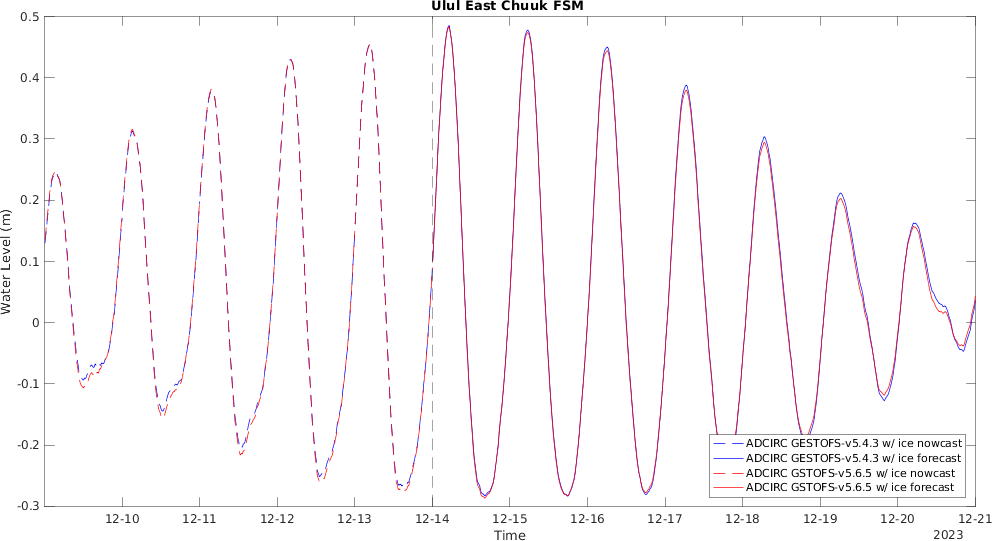 Ulul East Chuuk FSM
Water Level (m)
0.5
0.4
0.3
0.2
0.1
0
-0.1
-0.2
-0.3
ADCIRC GESTOFS-v5.4.3 w/ ice nowcast
ADCIRC GESTOFS-v5.4.3 w/ ice forecast
ADCIRC GSTOFS-v5.6.5 w/ ice nowcast
ADCIRC GSTOFS-v5.6.5 w/ ice forecast
12-10 12-11 12-12 12-13 12-14 12-15 12-16 12-17 12-18 12-19 12-20 12-21
Time
2023